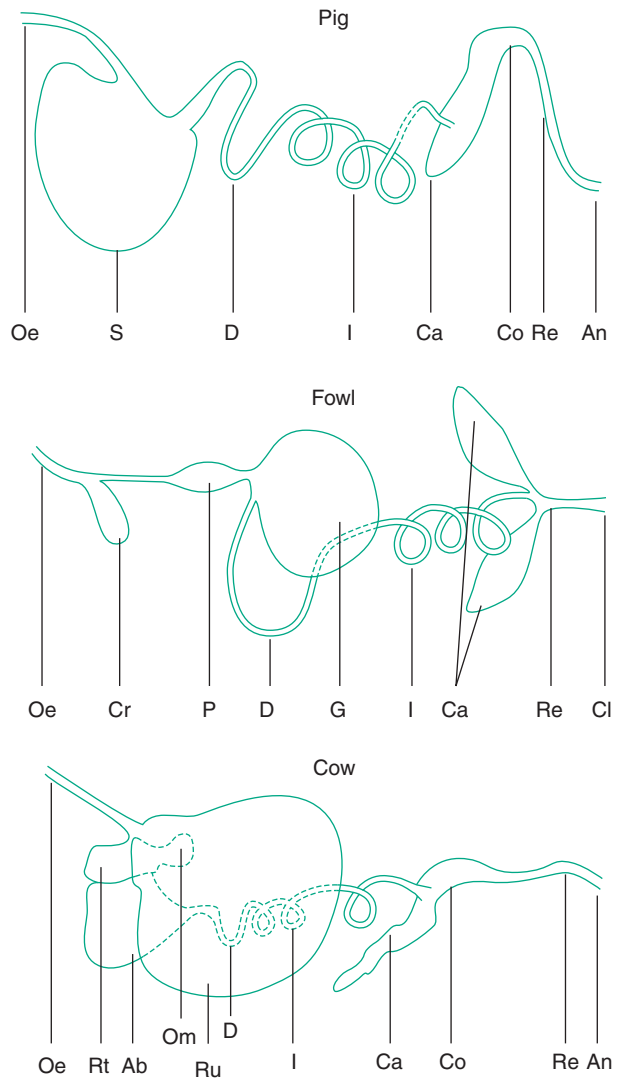 Pig
Oe S D I Ca Co Re An
Fowl
Oe Cr P D G I Ca Re Cl
Cow
Oe Rt Ab Om Ru D I Ca Co Re An